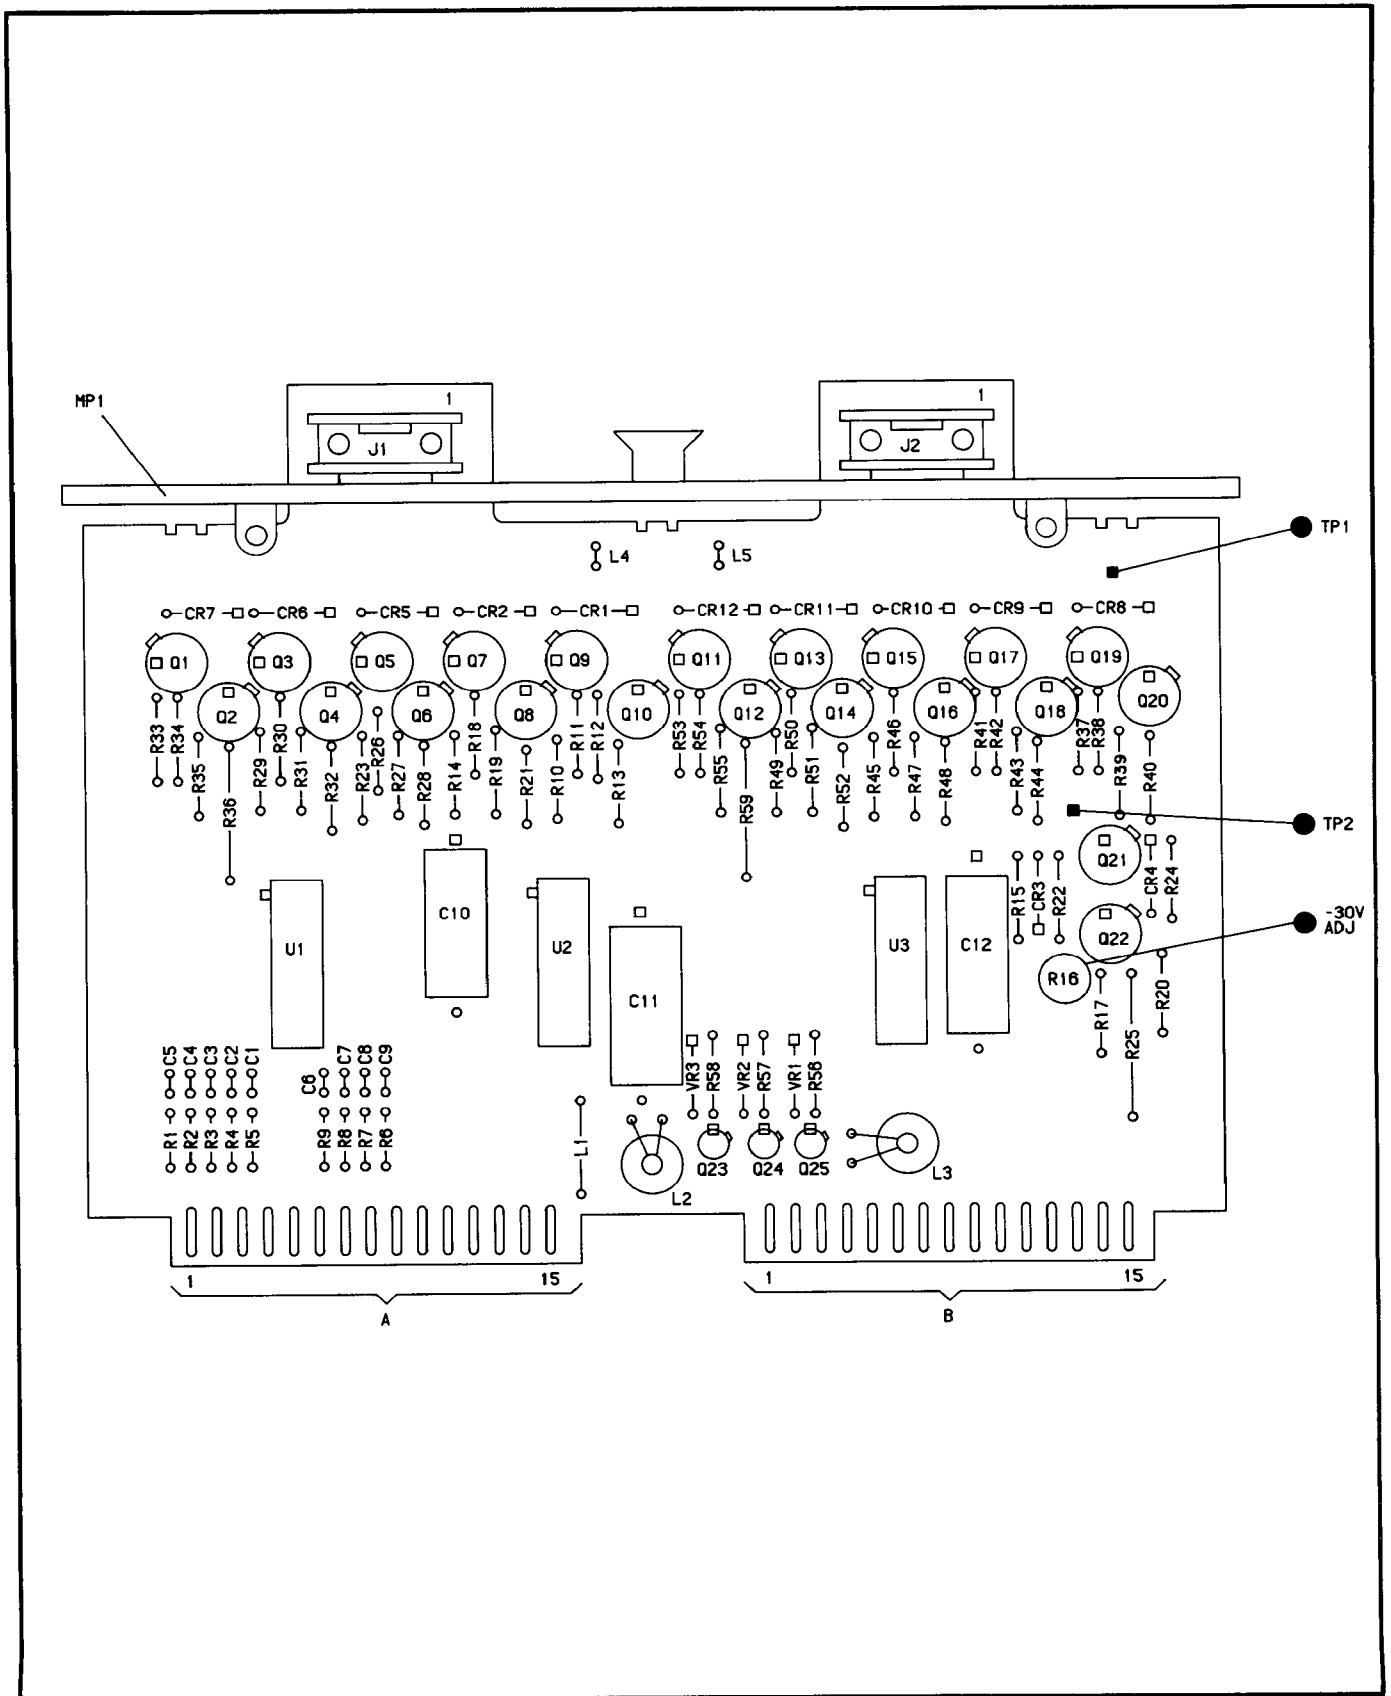 MP1
1
1
J1
J2
TP1
L4
L5
CR7 CR6 CR5 CR2 CR1 CR12 CR11 CR10 CR9 CR8
Q1 Q3 Q5 Q7 Q9 Q11 Q13 Q15 Q17 Q19
Q2 Q4 Q6 Q8 Q10 Q12 Q14 Q16 Q18 Q20
R33 R34 R35 R36 R29 R30 R31 R32 R23 R26 R27 R28 R14 R18 R19 R21 R10 R11 R12 R13 R53 R54 R55 R59 R49 R50 R51 R52 R45 R46 R47 R48 R41 R42 R43 R44 R37 R38 R39 R40
TP2
Q21
CR4 R24
R15 CR3 R22
C10
-30V
ADJ
Q22
U1
U2
U3
C12
R16
C11
R17 R25 R20
C5 C4 C3 C2 C1 C6 C7 C8 C9
VR3 R58 VR2 R57 VR1 R56
R1 R2 R3 R4 R5 R9 R8 R7 R6
L1
Q23 Q24 Q25
L2
L3
1 15
1 15
A
B